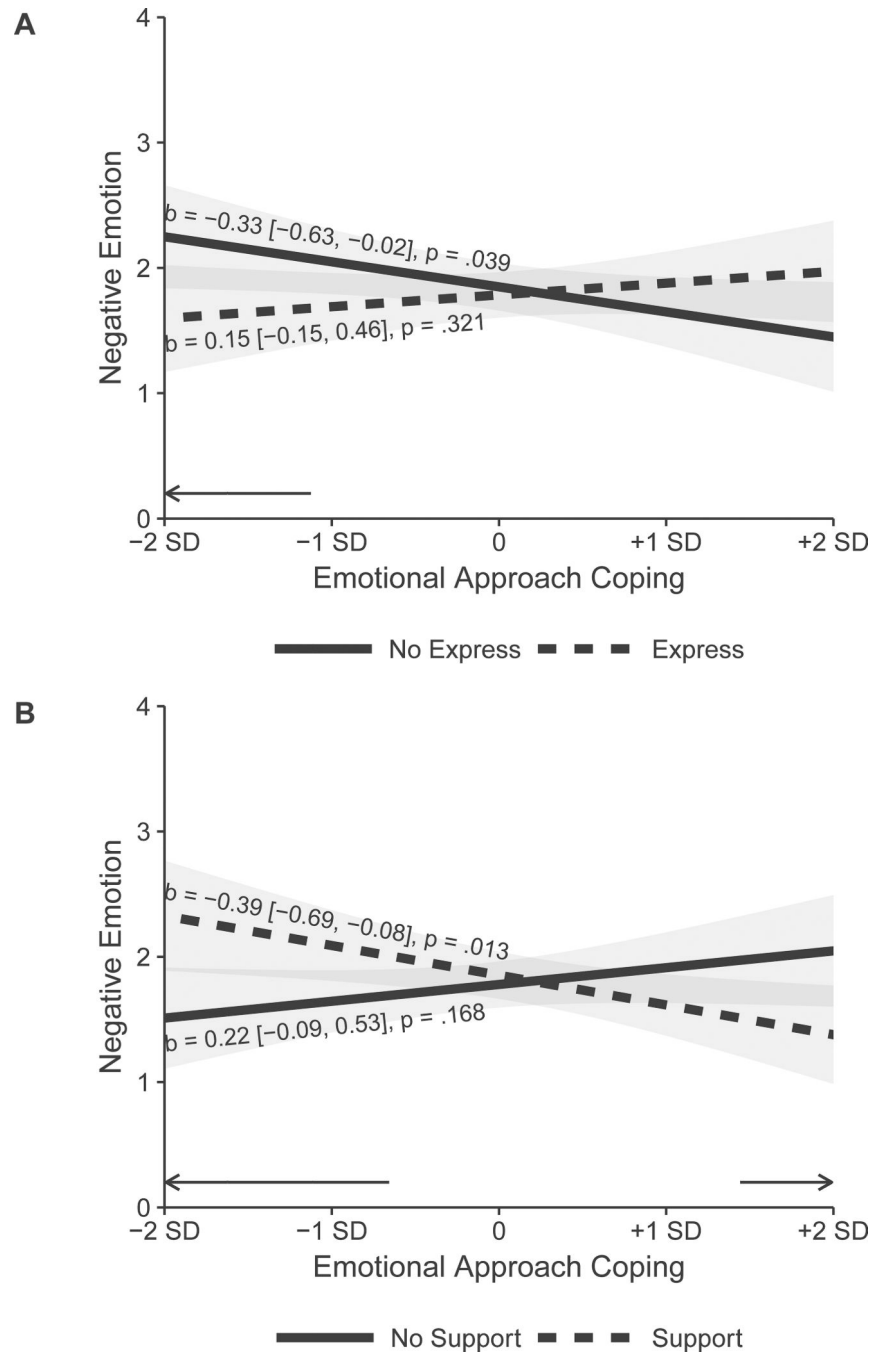 A
4
3
2
1
0
Negative Emotion
b = −0.33 [−0.63, −0.02], p = .039
b = 0.15 [−0.15, 0.46], p = .321
−2 SD −1 SD 0 +1 SD +2 SD
Emotional Approach Coping
No Express Express
B
4
3
2
1
0
Negative Emotion
b = −0.39 [−0.69, −0.08], p = .013
b = 0.22 [−0.09, 0.53], p = .168
−2 SD −1 SD 0 +1 SD +2 SD
Emotional Approach Coping
No Support Support